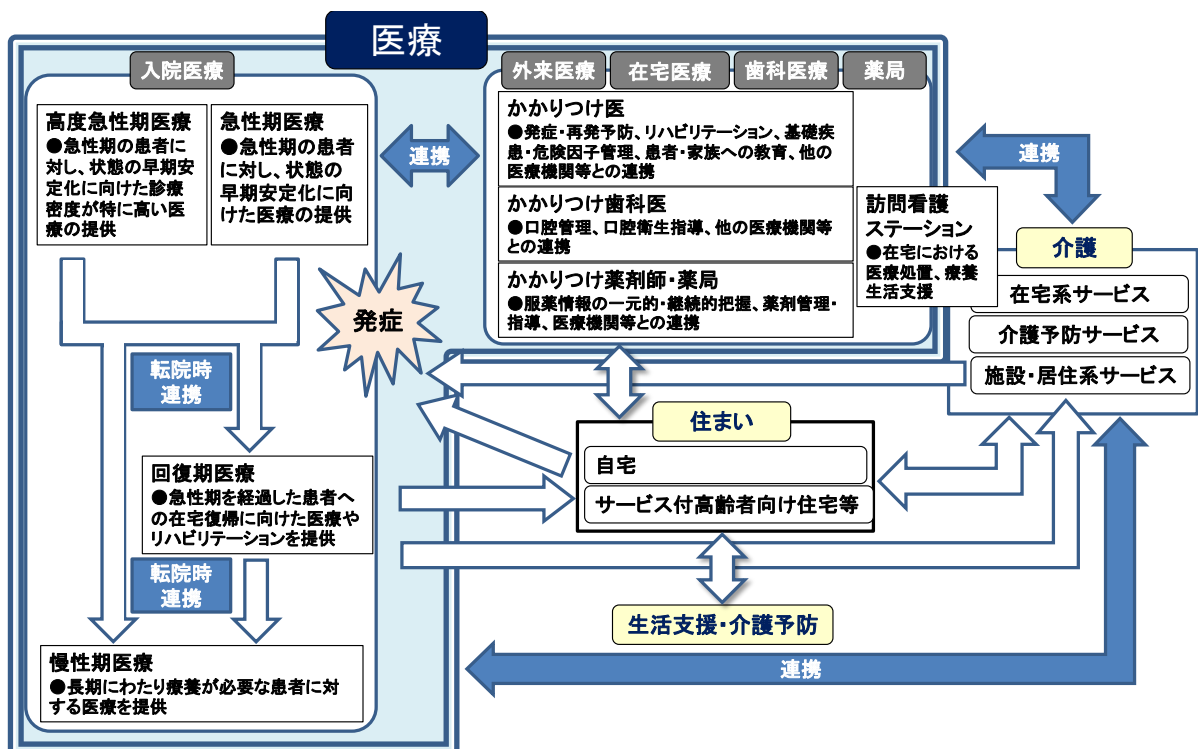 医療
入院医療
外来医療
在宅医療
歯科医療
薬局
高度急性期医療
●急性期の患者に
対し、状態の早期安
定化に向けた診療
密度が特に高い医
療の提供
急性期医療
●急性期の患者
に対し、状態の
早期安定化に向
けた医療の提供
連携
かかりつけ医
●発症・再発予防、リハビリテーション、基礎疾
患・危険因子管理、患者・家族への教育、他の
医療機関等との連携
かかりつけ歯科医
●口腔管理、口腔衛生指導、他の医療機関等
との連携
かかりつけ薬剤師・薬局
●服薬情報の一元的・継続的把握、薬剤管理・
指導、医療機関等との連携
訪問看護
ステーション
●在宅における
医療処置、療養
生活支援
連携
介護
在宅系サービス
介護予防サービス
施設・居住系サービス
発症
転院時
連携
回復期医療
●急性期を経過した患者へ
の在宅復帰に向けた医療や
リハビリテーションを提供
転院時
連携
慢性期医療
●長期にわたり療養が必要な患者に対
する医療を提供
住まい
自宅
サービス付高齢者向け住宅等
生活支援・介護予防
連携